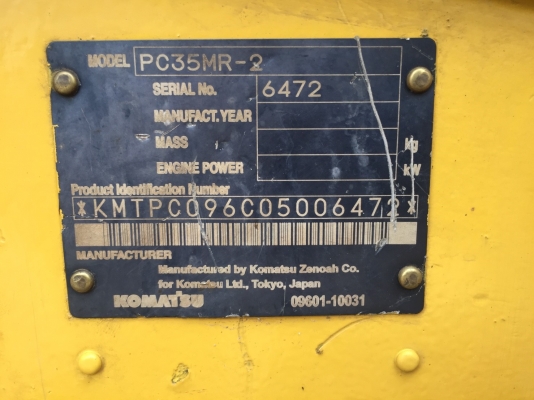 MODEL PC35MR-2
SERIAL No. 6472
MANUFACT.YEAR
MASS kg
ENGINE POWER kW
Product Identification Number
*KMTPC096C05006472*
MANUFACTURER
Manufactured by Komatsu Zenoah Co.
for Komatsu Ltd., Tokyo, Japan
KOMATSU 09601-10031